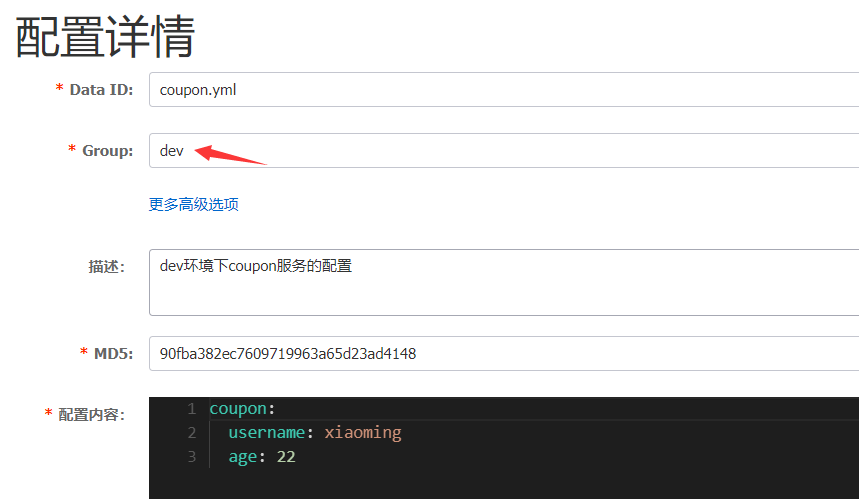 配置详情
* Data ID: coupon.yml
* Group: dev
更多高级选项
描述: dev环境下coupon服务的配置
* MD5: 90fba382ec7609719963a65d23ad4148
* 配置内容: 1 coupon:
2 username: xiaoming
3 age: 22